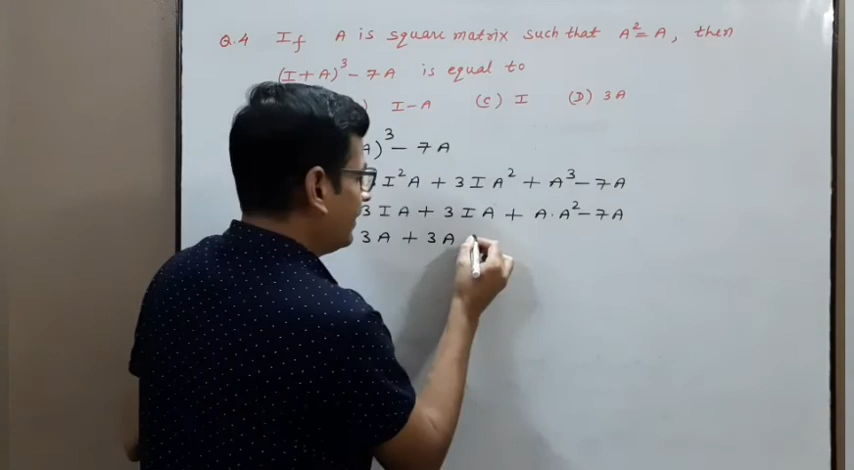 Q.4 If A is square matrix such that A²= A, then
(I+A)³- 7A is equal to
) I-A (C) I (D) 3A
A)³- 7A
I²A + 3IA² + A³- 7A
3IA + 3IA + A·A²- 7A
3A + 3A